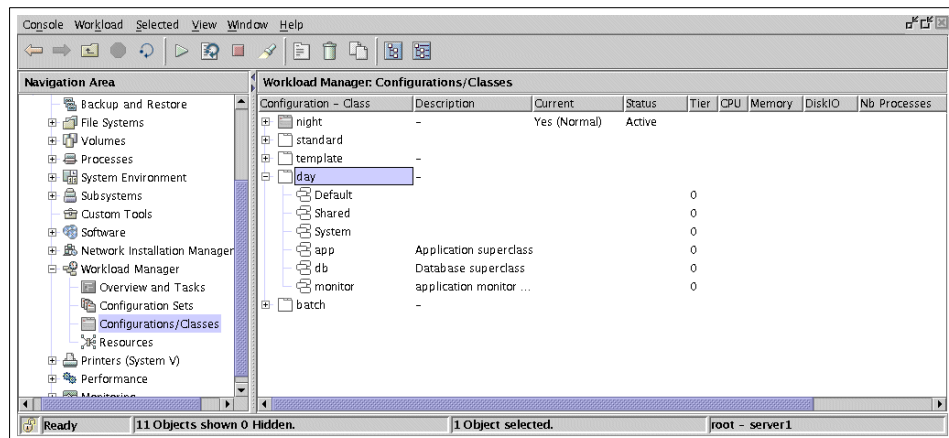 Console Workload Selected View Window Help
Navigation Area
Backup and Restore
File Systems
Volumes
Processes
System Environment
Subsystems
Custom Tools
Software
Network Installation Manager
Workload Manager
Overview and Tasks
Configuration Sets
Configurations/Classes
Resources
Printers (System V)
Performance
Monitoring
Workload Manager: Configurations/Classes
Configuration – Class Description Current Status Tier CPU Memory DiskIO Nb Processes
night – Yes (Normal) Active
standard
template –
day –
Default 0
Shared 0
System 0
app Application superclass 0
db Database superclass 0
monitor application monitor ... 0
batch –
Ready 11 Objects shown 0 Hidden. 1 Object selected. root – server1